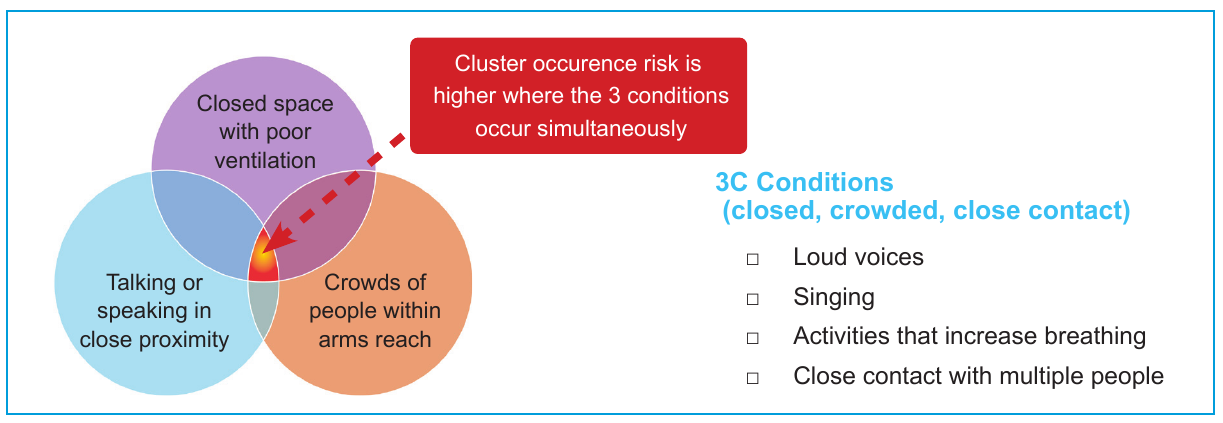 Closed space
with poor
ventilation
Talking or
speaking in
close proximity
Crowds of
people within
arms reach
Cluster occurence risk is
higher where the 3 conditions
occur simultaneously
3C Conditions
(closed, crowded, close contact)
□ Loud voices
□ Singing
□ Activities that increase breathing
□ Close contact with multiple people